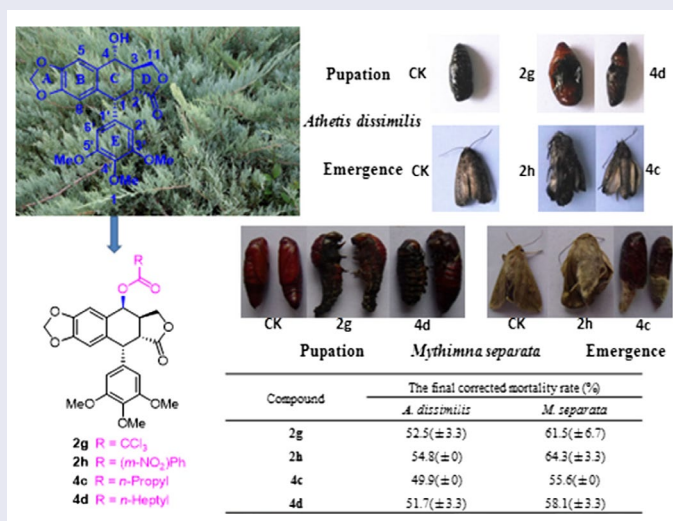 OH
4 11
5 3
A B C D O
O O
8 1 2 O
1'
6' 2'
E
5' 3'
MeO 4' OMe
OMe
1
Pupation CK 2g 4d
Athetis dissimilis
Emergence CK 2h 4c
CK 2g 4d CK 2h 4c
Pupation Mythimna separata Emergence
R
O O
O O
O O
MeO OMe
OMe
2g R = CCl3
2h R = (m-NO2)Ph
4c R = n-Propyl
4d R = n-Heptyl
Compound The final corrected mortality rate (%)
A. dissimilis M. separata
2g 52.5(±3.3) 61.5(±6.7)
2h 54.8(±0) 64.3(±3.3)
4c 49.9(±0) 55.6(±0)
4d 51.7(±3.3) 58.1(±3.3)